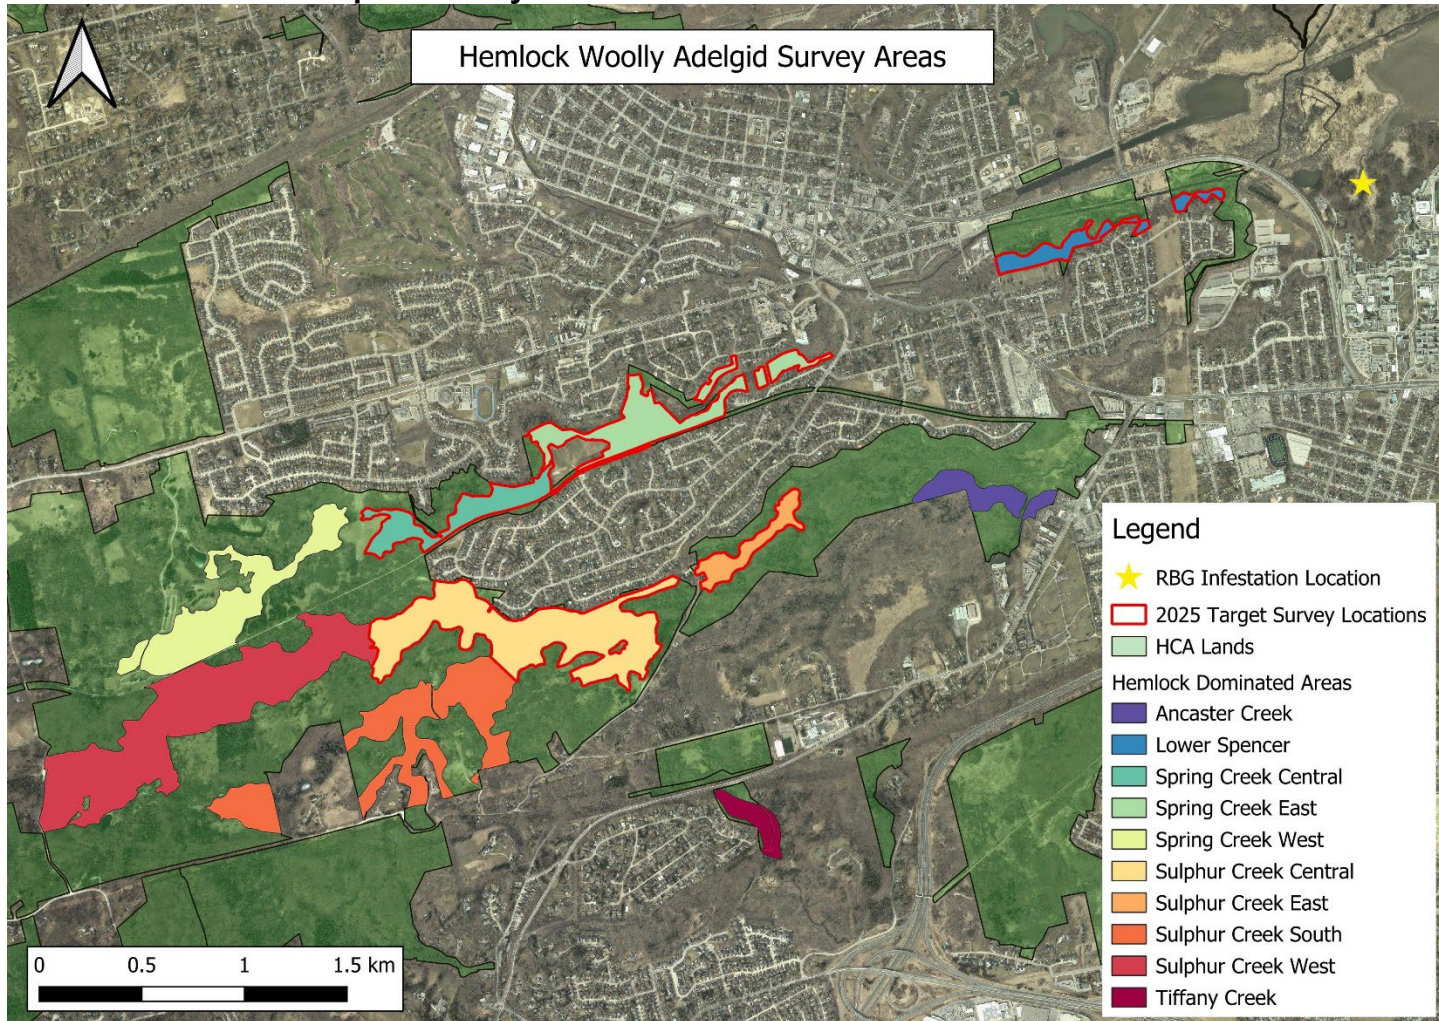 Hemlock Woolly Adelgid Survey Areas
Legend
RBG Infestation Location
2025 Target Survey Locations
HCA Lands
Hemlock Dominated Areas
Ancaster Creek
Lower Spencer
Spring Creek Central
Spring Creek East
Spring Creek West
Sulphur Creek Central
Sulphur Creek East
Sulphur Creek South
Sulphur Creek West
Tiffany Creek
0 0.5 1 1.5 km